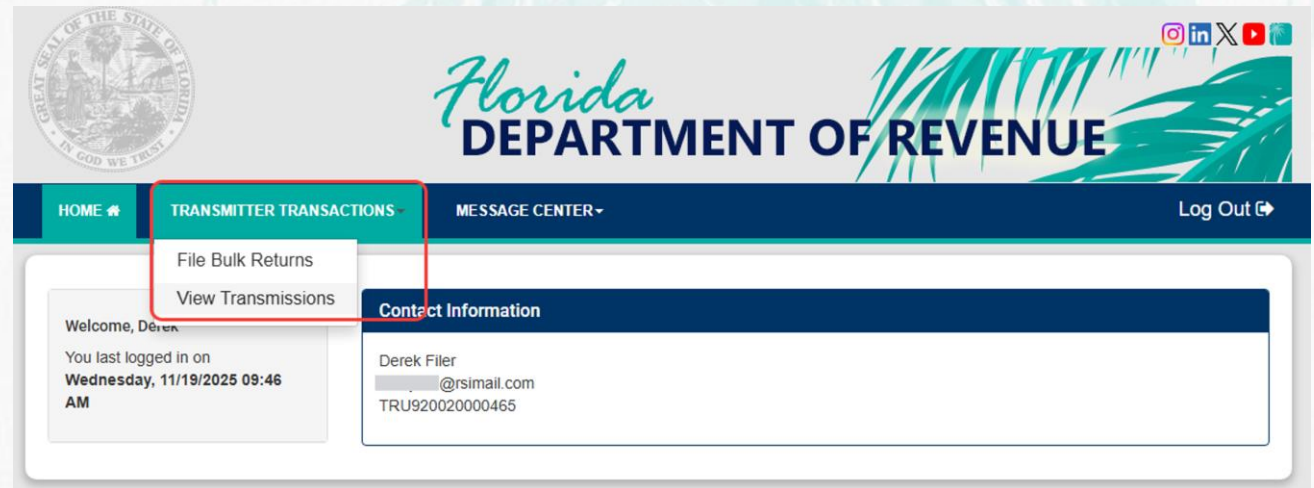 GREAT SEAL OF THE STATE OF FLORIDA
IN GOD WE TRUST
Florida
DEPARTMENT OF REVENUE
HOME TRANSMITTER TRANSACTIONS MESSAGE CENTER Log Out
File Bulk Returns
View Transmissions
Welcome, Derek
You last logged in on
Wednesday, 11/19/2025 09:46
AM
Contact Information
Derek Filer
@rsimail.com
TRU920020000465